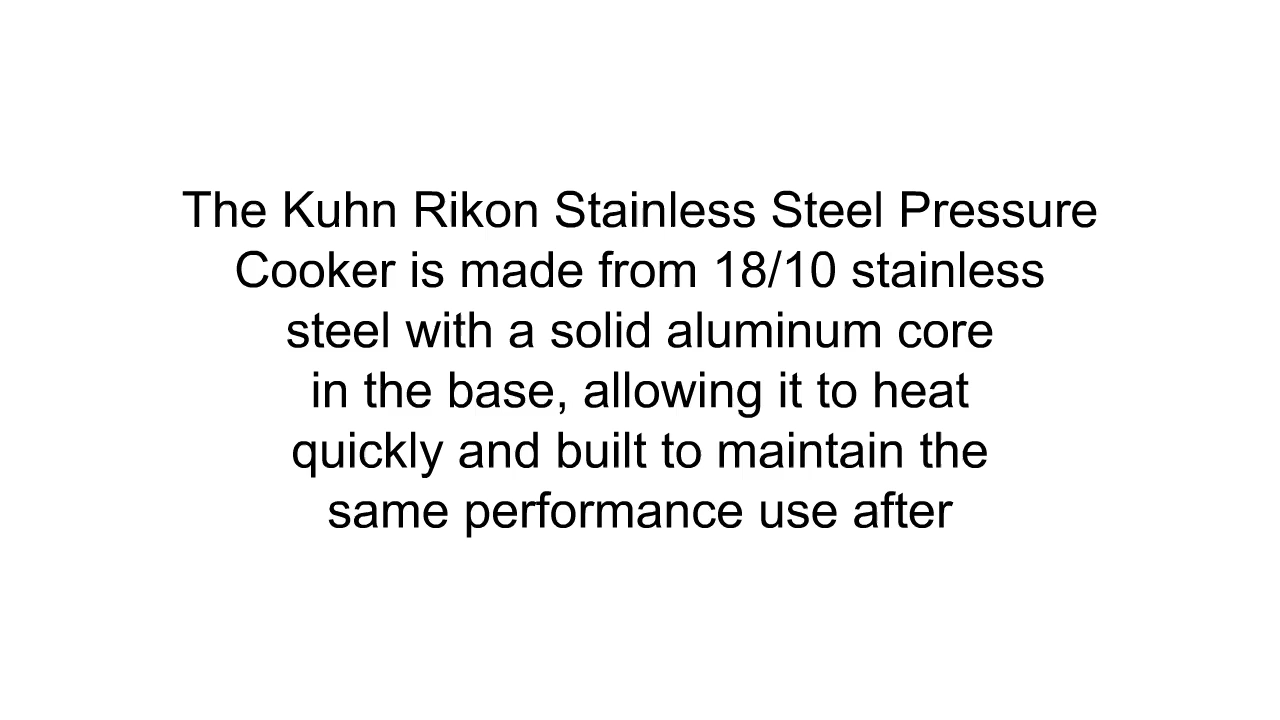 The Kuhn Rikon Stainless Steel Pressure
Cooker is made from 18/10 stainless
steel with a solid aluminum core
in the base, allowing it to heat
quickly and built to maintain the
same performance use after